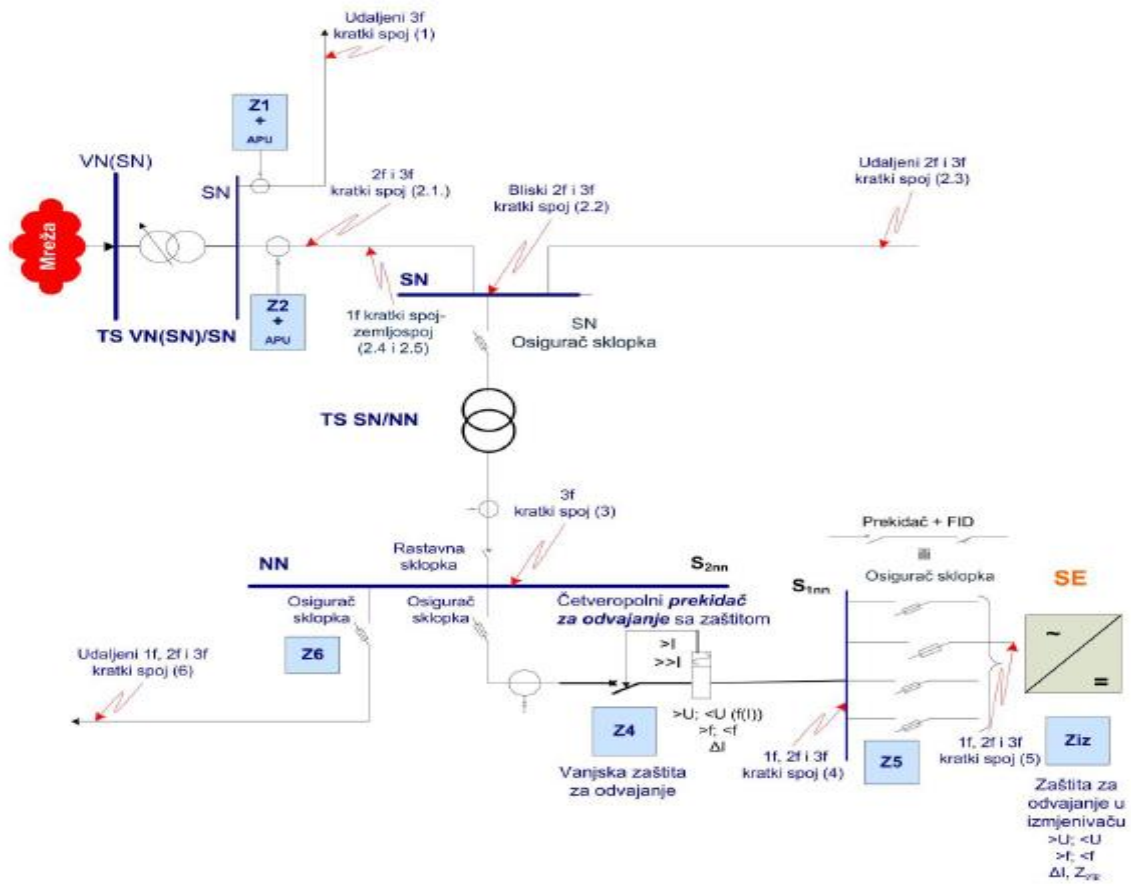 Udaljeni 3f
kratki spoj (1)
Z1
+
APU
VN(SN)
SN
2f i 3f
kratki spoj (2.1.)
Bliski 2f i 3f
kratki spoj (2.2)
Udaljeni 2f i 3f
kratki spoj (2.3)
Mreža
SN
Z2
+
APU
TS VN(SN)/SN
1f kratki spoj-
zemljospoj
(2.4 i 2.5)
SN
Osigurač sklopka
TS SN/NN
3f
kratki spoj (3)
Prekidač + FID
ili
Osigurač sklopka
Rastavna
sklopka
NN
S2nn
S1nn
SE
Osigurač
sklopka
Osigurač
sklopka
Četveropolni prekidač
za odvajanje sa zaštitom
>I
>>I
Z6
Udaljeni 1f, 2f i 3f
kratki spoj (6)
~
=
>U; <U (f(I))
>f; <f
ΔI
Z4
Vanjska zaštita
za odvajanje
1f, 2f i 3f
kratki spoj (4)
Z5
1f, 2f i 3f
kratki spoj (5)
Ziz
Zaštita za
odvajanje u
izmjenivaču
>U; <U
>f; <f
ΔI,